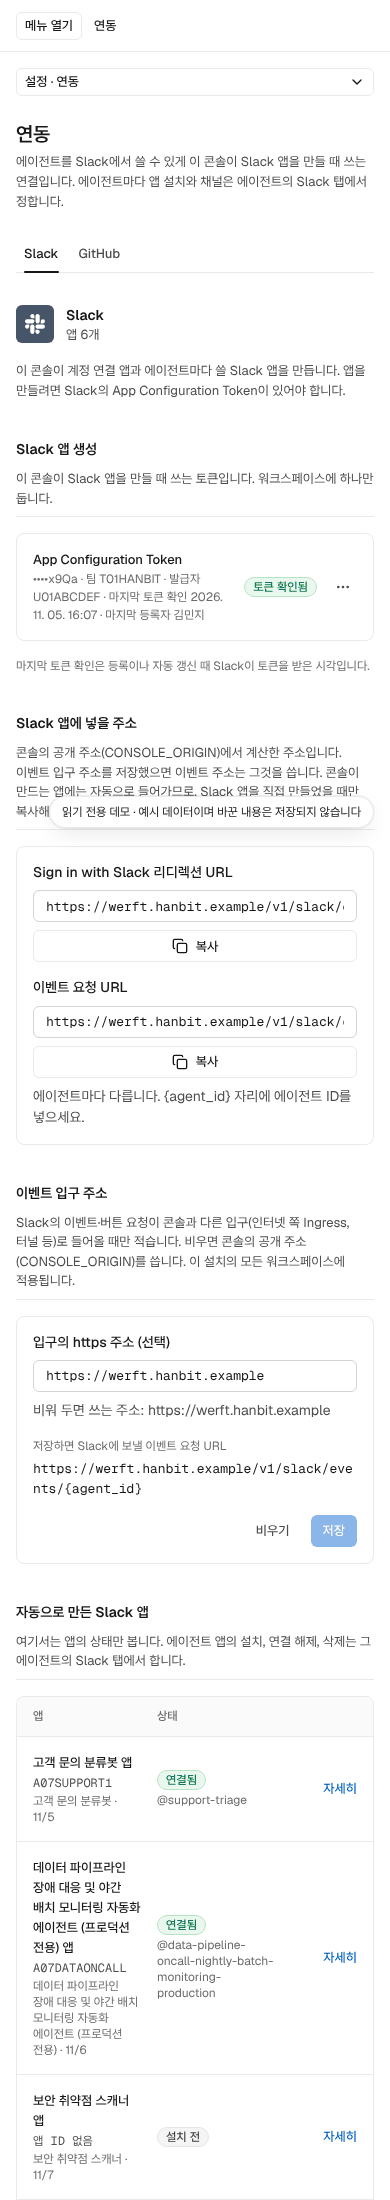 메뉴 열기
연동
설정 · 연동
연동
에이전트를 Slack에서 쓸 수 있게 이 콘솔이 Slack 앱을 만들 때 쓰는
연결입니다. 에이전트마다 앱 설치와 채널은 에이전트의 Slack 탭에서
정합니다.
Slack
GitHub
Slack
앱 6개
이 콘솔이 계정 연결 앱과 에이전트마다 쓸 Slack 앱을 만듭니다. 앱을
만들려면 Slack의 App Configuration Token이 있어야 합니다.
Slack 앱 생성
이 콘솔이 Slack 앱을 만들 때 쓰는 토큰입니다. 워크스페이스에 하나만
둡니다.
App Configuration Token
••••x9Qa · 팀 T01HANBIT · 발급자
U01ABCDEF · 마지막 토큰 확인 2026.
11. 05. 16:07 · 마지막 등록자 김민지
토큰 확인됨
마지막 토큰 확인은 등록이나 자동 갱신 때 Slack이 토큰을 받은 시각입니다.
Slack 앱에 넣을 주소
콘솔의 공개 주소(CONSOLE_ORIGIN)에서 계산한 주소입니다.
이벤트 입구 주소를 저장했으면 이벤트 주소는 그것을 씁니다. 콘솔이
만드는 앱에는 자동으로 들어가므로, Slack 앱을 직접 만들었을 때만
복사해
읽기 전용 데모 · 예시 데이터이며 바꾼 내용은 저장되지 않습니다
Sign in with Slack 리디렉션 URL
https://werft.hanbit.example/v1/slack/
복사
이벤트 요청 URL
https://werft.hanbit.example/v1/slack/
복사
에이전트마다 다릅니다. {agent_id} 자리에 에이전트 ID를
넣으세요.
이벤트 입구 주소
Slack의 이벤트·버튼 요청이 콘솔과 다른 입구(인터넷 쪽 Ingress,
터널 등)로 들어올 때만 적습니다. 비우면 콘솔의 공개 주소
(CONSOLE_ORIGIN)를 씁니다. 이 설정의 모든 워크스페이스에
적용됩니다.
입구의 https 주소 (선택)
https://werft.hanbit.example
비워 두면 쓰는 주소: https://werft.hanbit.example
저장하면 Slack에 보낼 이벤트 요청 URL
https://werft.hanbit.example/v1/slack/eve
nts/{agent_id}
비우기
저장
자동으로 만든 Slack 앱
여기서는 앱의 상태만 봅니다. 에이전트 앱의 설치, 연결 해제, 삭제는 그
에이전트의 Slack 탭에서 합니다.
앱
상태
고객 문의 분류봇 앱
A07SUPPORT1
고객 문의 분류봇 ·
11/5
연결됨
@support-triage
자세히
데이터 파이프라인
장애 대응 및 야간
배치 모니터링 자동화
에이전트 (프로덕션
전용) 앱
A07DATAONCALL
데이터 파이프라인
장애 대응 및 야간 배치
모니터링 자동화
에이전트 (프로덕션
전용) · 11/6
연결됨
@data-pipeline-
oncall-nightly-batch-
monitoring-
production
자세히
보안 취약점 스캐너
앱
앱 ID 없음
보안 취약점 스캐너 ·
11/7
설치 전
자세히